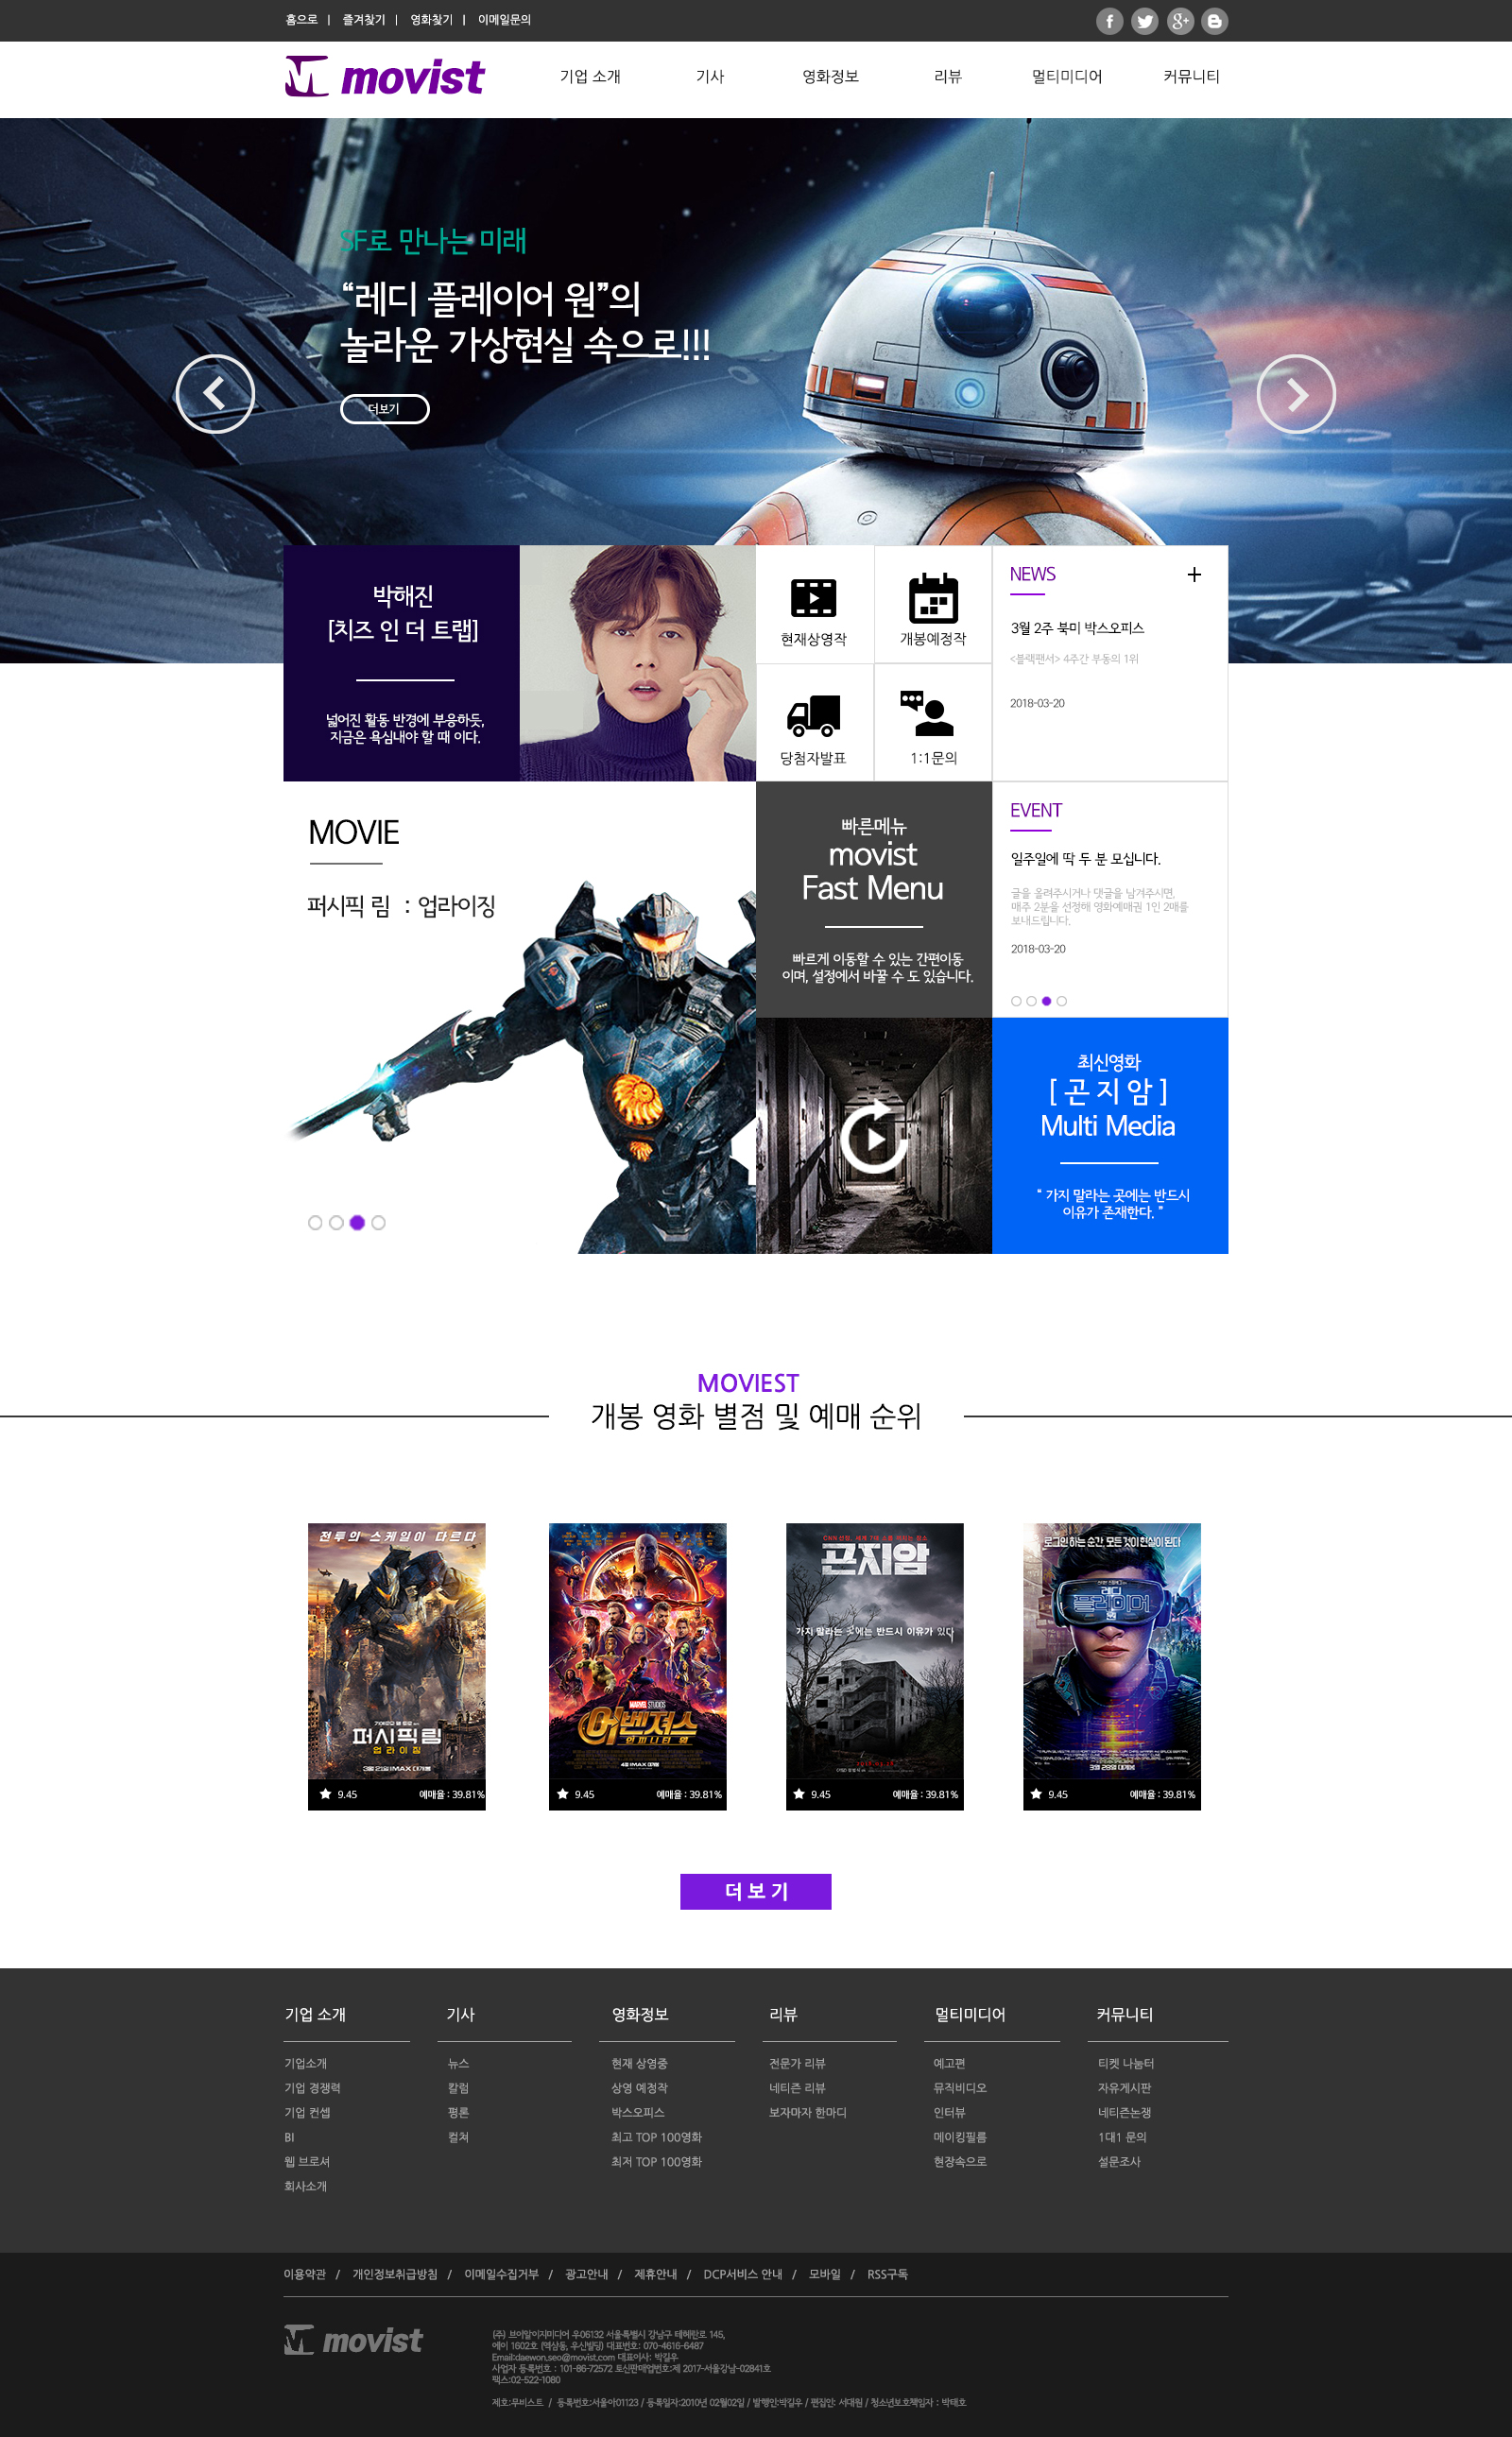 홈으로 | 즐겨찾기 | 영화찾기 | 이메일문의
movist
기업 소개 기사 영화정보 리뷰 멀티미디어 커뮤니티
SF로 만나는 미래
“레디 플레이어 원”의
놀라운 가상현실 속으로!!!
더보기
박해진
[치즈 인 더 트랩]
넓어진 활동 반경에 부응하듯,
지금은 욕심내야 할 때 이다.
현재상영작
개봉예정작
당첨자발표
1:1문의
NEWS
3월 2주 북미 박스오피스
<블랙팬서> 4주간 부동의 1위
2018-03-20
MOVIE
퍼시픽 림 : 업라이징
빠른메뉴
movist
Fast Menu
빠르게 이동할 수 있는 간편이동
이며, 설정에서 바꿀 수 도 있습니다.
EVENT
일주일에 딱 두 분 모십니다.
글을 올려주시거나 댓글을 남겨주시면,
매주 2분을 선정해 영화예매권 1인 2매를
보내드립니다.
2018-03-20
최신영화
[ 곤 지 암 ]
Multi Media
“ 가지 말라는 곳에는 반드시
이유가 존재한다. ”
MOVIEST
개봉 영화 별점 및 예매 순위
전투의 스케일이 다르다
퍼시픽림
업라이징
3월 21일 IMAX 대개봉
9.45 예매율 : 39.81%
MARVEL STUDIOS
어벤져스
인피니티 워
4월 IMAX 대개봉
9.45 예매율 : 39.81%
곤지암
가지 말라는 곳에는 반드시 이유가 있다
9.45 예매율 : 39.81%
로그인하는 순간, 모든 것이 현실이 된다
레디
플레이어
원
3월 28일 대개봉
9.45 예매율 : 39.81%
더 보 기
기업 소개
기업소개
기업 경쟁력
기업 컨셉
BI
웹 브로셔
회사소개
기사
뉴스
칼럼
평론
컬쳐
영화정보
현재 상영중
상영 예정작
박스오피스
최고 TOP 100영화
최저 TOP 100영화
리뷰
전문가 리뷰
네티즌 리뷰
보자마자 한마디
멀티미디어
예고편
뮤직비디오
인터뷰
메이킹필름
현장속으로
커뮤니티
티켓 나눔터
자유게시판
네티즌논쟁
1대1 문의
설문조사
이용약관 / 개인정보취급방침 / 이메일수집거부 / 광고안내 / 제휴안내 / DCP서비스 안내 / 모바일 / RSS구독
movist
(주) 브이알이지미디어 우06132 서울특별시 강남구 테헤란로 145,
에이 1602호 (역삼동, 우신빌딩) 대표번호: 070-4616-6487
Email:daewon.seo@movist.com 대표이사: 박길우
사업자 등록번호 : 101-86-72572 토신판매업번호:제 2017-서울강남-02841호
팩스:02-522-1080
제호:무비스트 / 등록번호:서울아01123 / 등록일자:2010년 02월02일 / 발행인:박길우 / 편집인: 서대원 / 청소년보호책임자 : 박태호